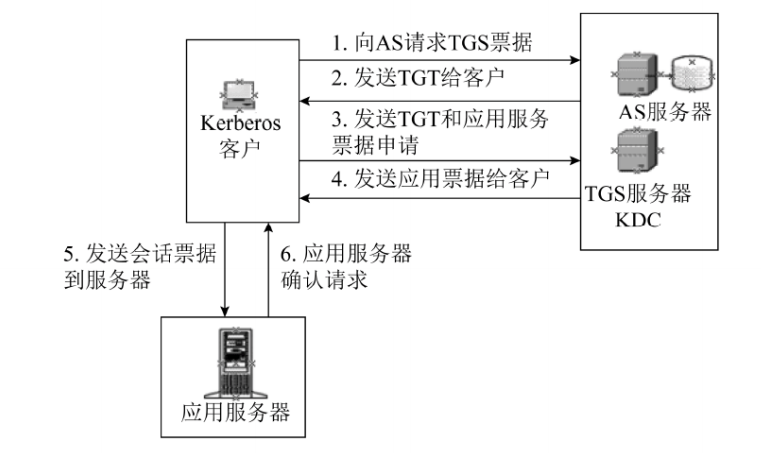 1. 向AS请求TGS票据
2. 发送TGT给客户
3. 发送TGT和应用服务
票据申请
4. 发送应用票据给客户
Kerberos
客户
AS服务器
TGS服务器
KDC
5. 发送会话票据
到服务器
6. 应用服务器
确认请求
应用服务器